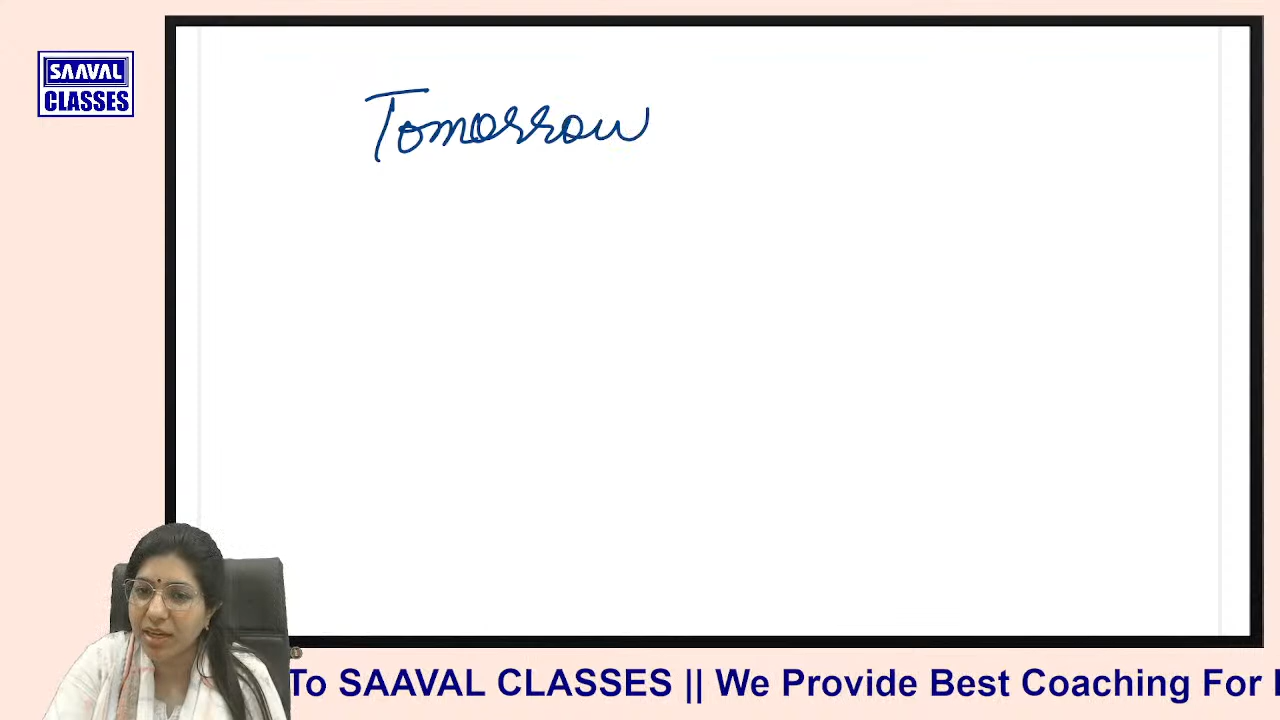 SAAVAL
CLASSES
Tomorrow
To SAAVAL CLASSES || We Provide Best Coaching For